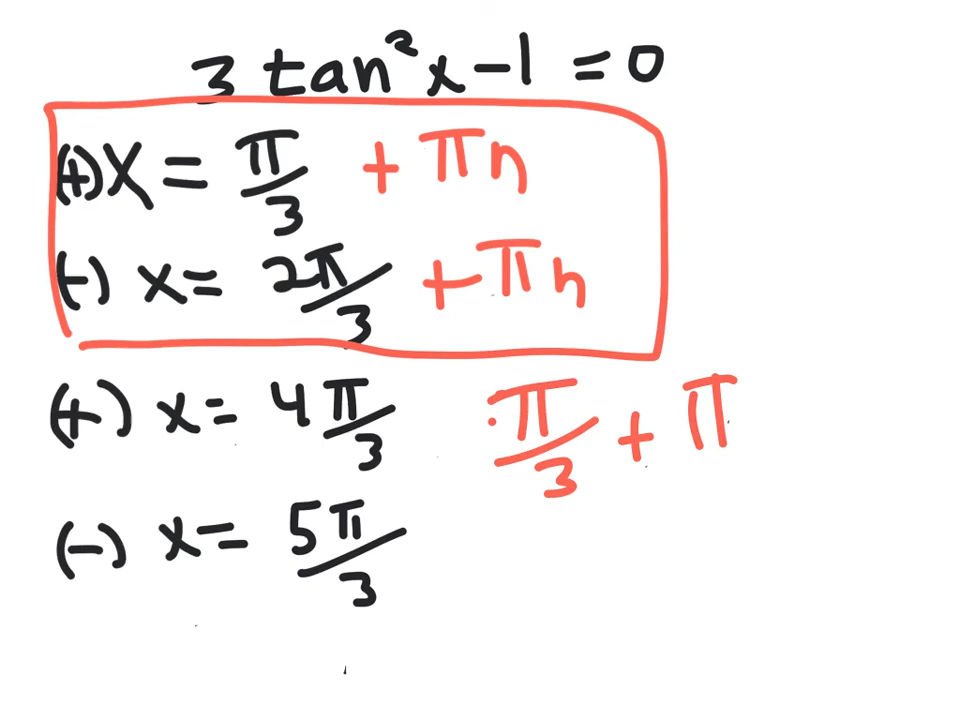 3 tan²x-1=0
(+) x = π/3 + πn
(-) x = 2π/3 + πn
(+) x = 4π/3 π/3 + π
(-) x = 5π/3